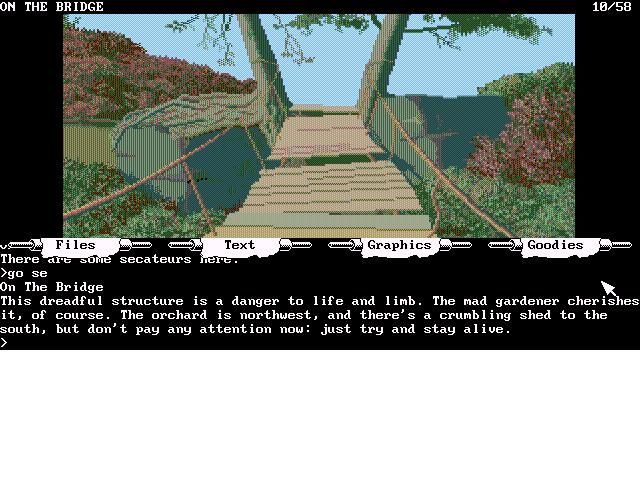 ON THE BRIDGE 10/58
Files Text Graphics Goodies
There are some secateurs here.
>go se
On The Bridge
This dreadful structure is a danger to life and limb. The mad gardener cherishes
it, of course. The orchard is northwest, and there's a crumbling shed to the
south, but don't pay any attention now: just try and stay alive.
>